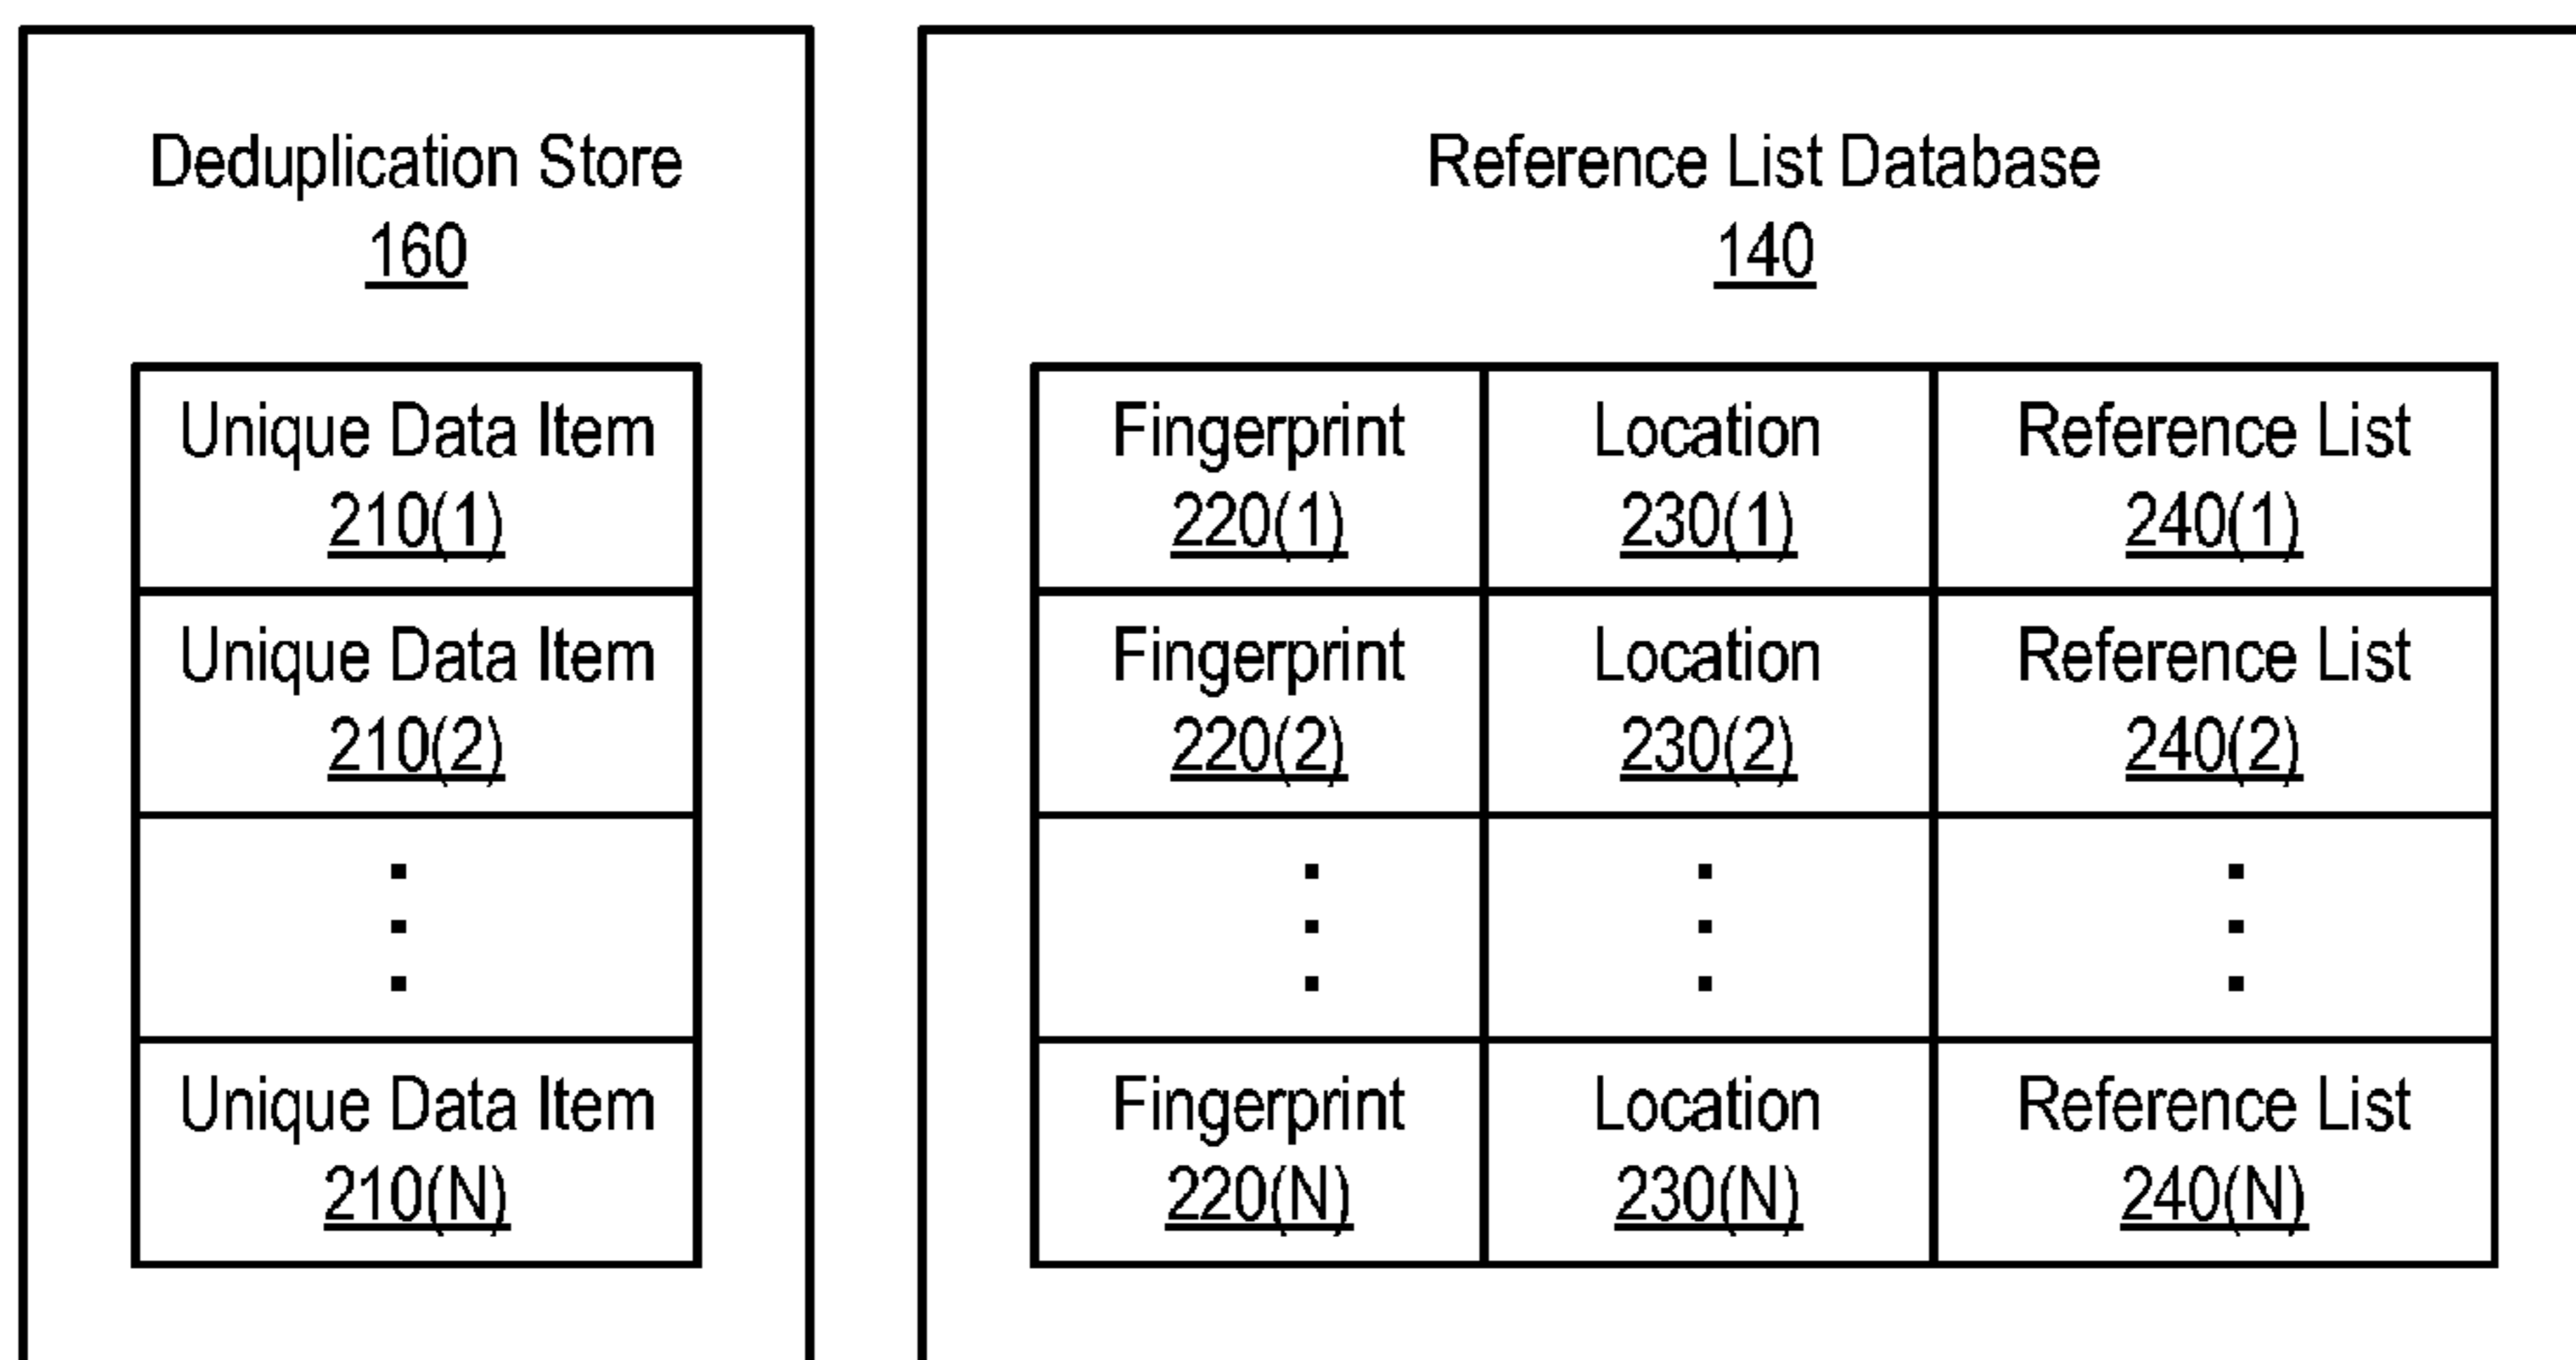 Deduplication Store
160
Unique Data Item
210(1)
Unique Data Item
210(2)
Unique Data Item
210(N)
Reference List Database
140
Fingerprint
220(1)
Location
230(1)
Reference List
240(1)
Fingerprint
220(2)
Location
230(2)
Reference List
240(2)
Fingerprint
220(N)
Location
230(N)
Reference List
240(N)